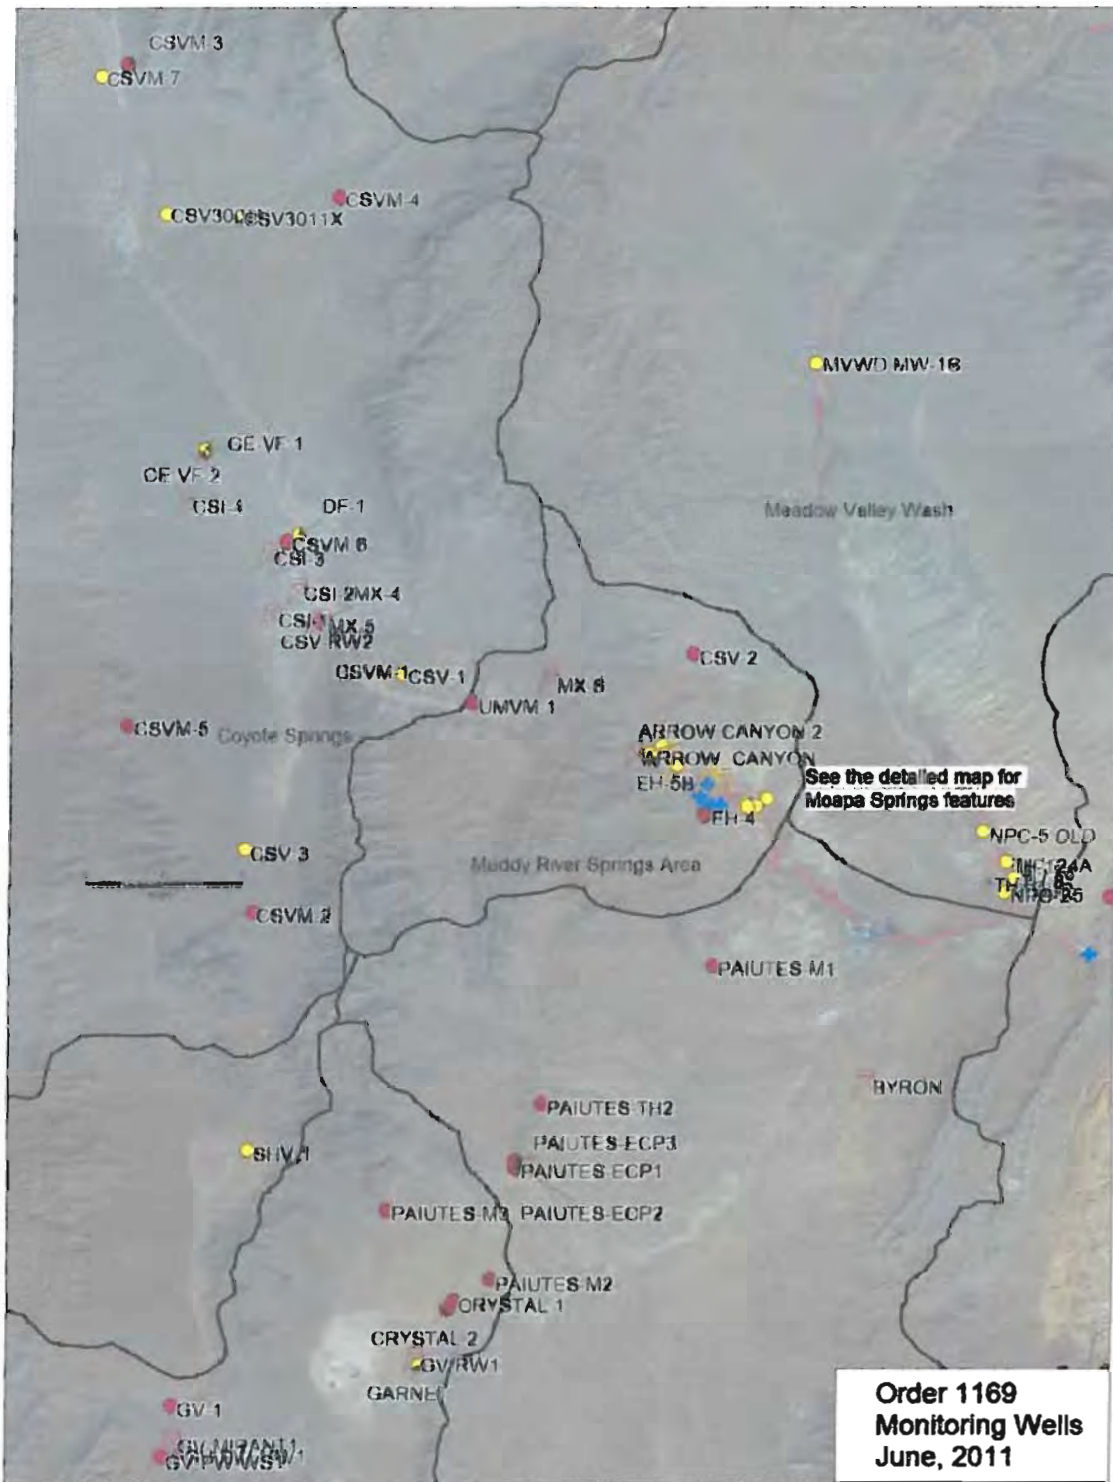 CSVM-3
CSVM-7
CSVM-4
CSV3011X
MVWD MW-1B
CE VF-1
CE VF-2
CSI-4
DF-1
Meadow Valley Wash
CSVM-6
CSI-3
CSI-2
MX-4
MX-5
CSV RW2
CSV-2
CSVM-1
CSV-1
MX-6
UMVM-1
CSVM-5
Coyote Springs
ARROW CANYON 2
ARROW CANYON
EH-5B
See the detailed map for
Moapa Springs features
EH-4
NPC-5 OLD
CSV-3
Muddy River Springs Area
CSVM-2
PAIUTES-M1
BYRON
PAIUTES-TH2
PAIUTES-ECP3
SHV-1
PAIUTES-ECP1
PAIUTES-M3
PAIUTES-ECP2
PAIUTES-M2
CRYSTAL 1
CRYSTAL 2
GV-RW1
GARNET
GV-1
GV-MIRANT1
Order 1169
Monitoring Wells
June, 2011